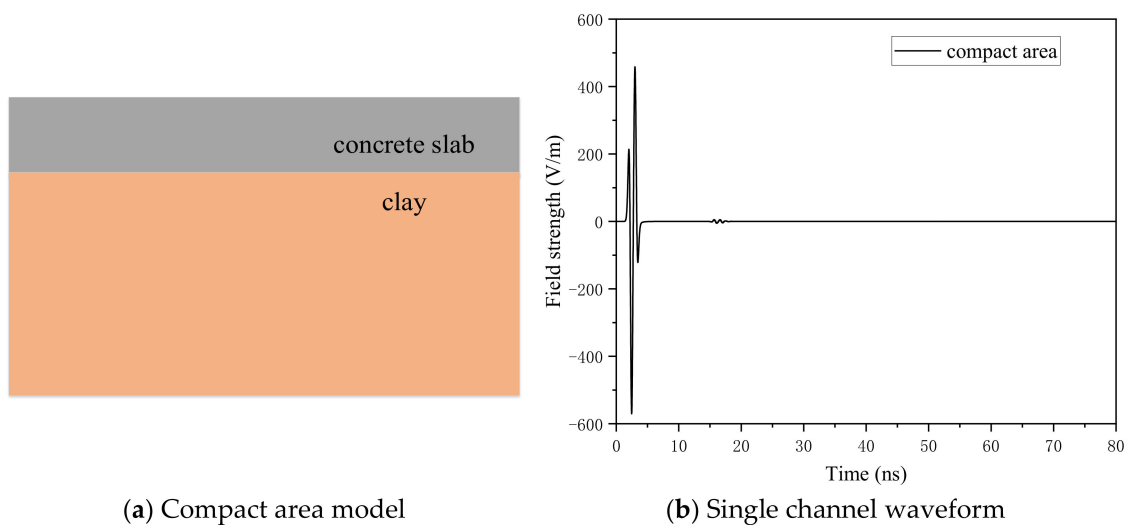 concrete slab
clay
(a) Compact area model
600
400
200
0
−200
−400
−600
Field strength (V/m)
compact area
0 10 20 30 40 50 60 70 80
Time (ns)
(b) Single channel waveform